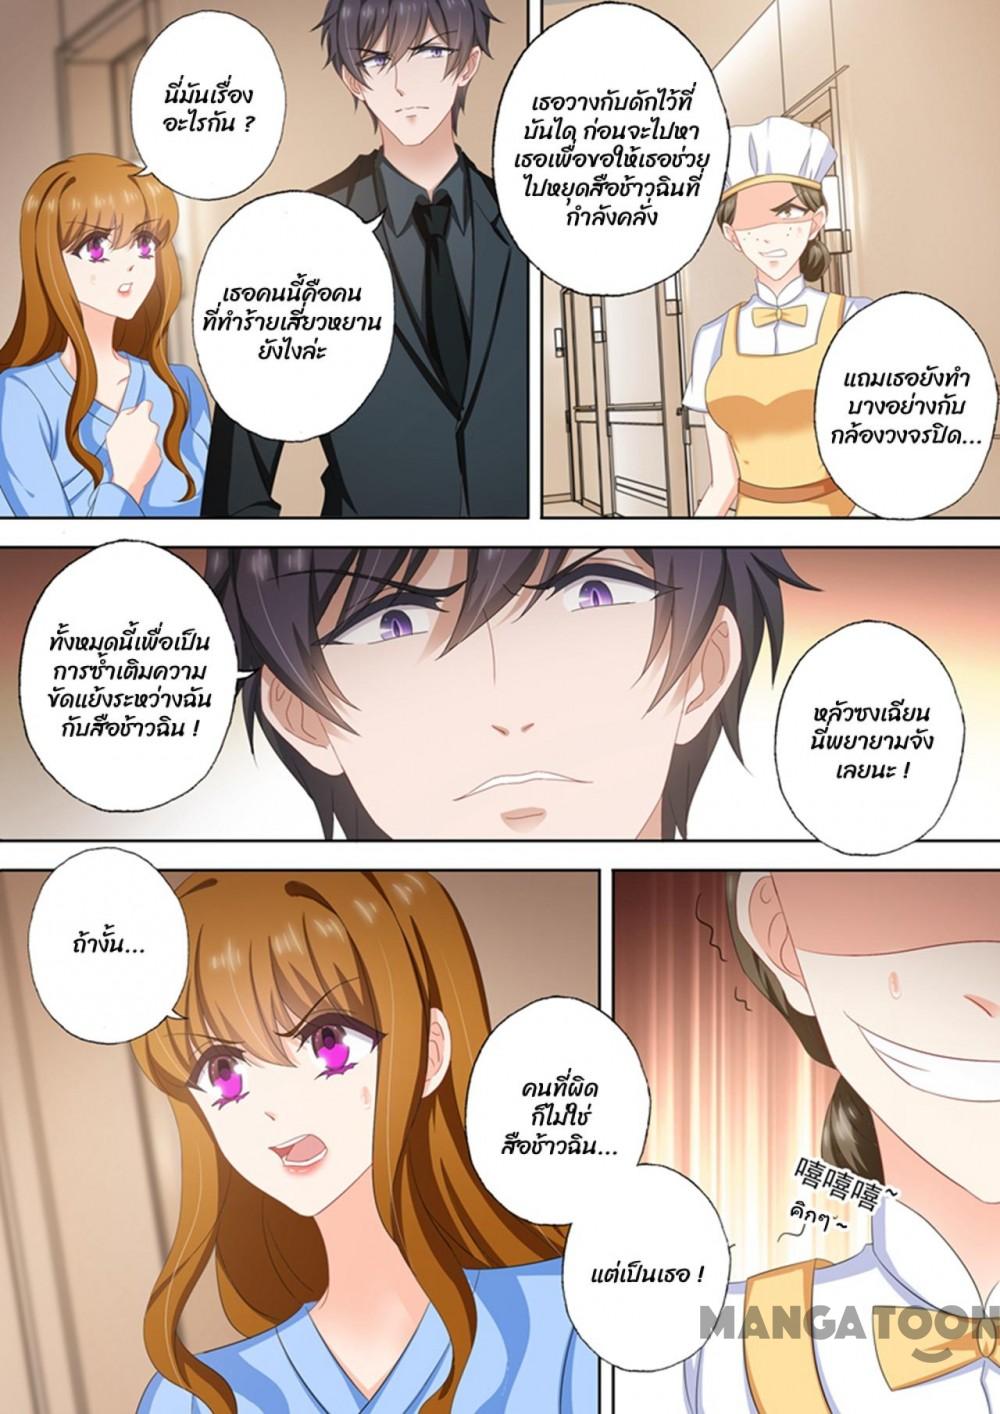 นี่มันเรื่อง
อะไรกัน ?
เธอคนนี้คือคน
ที่ทำร้ายเสี่ยวหยาน
ยังไงล่ะ
เธอวางกับดักไว้ที่
บันได ก่อนจะไปหา
เธอเพื่อขอให้เธอช่วย
ไปหยุดสือช้าวฉินที่
กำลังคลั่ง
แถมเธอยังทำ
บางอย่างกับ
กล้องวงจรปิด...
ทั้งหมดนี้เพื่อเป็น
การซ้ำเติมความ
ขัดแย้งระหว่างฉัน
กับสือช้าวฉิน !
หลัวซงเฉียน
นี่พยายามจัง
เลยนะ !
ถ้างั้น...
คนที่ผิด
ก็ไม่ใช่
สือช้าวฉิน...
แต่เป็นเธอ !
嘻嘻嘻~
คิกๆ ~
MANGATOON